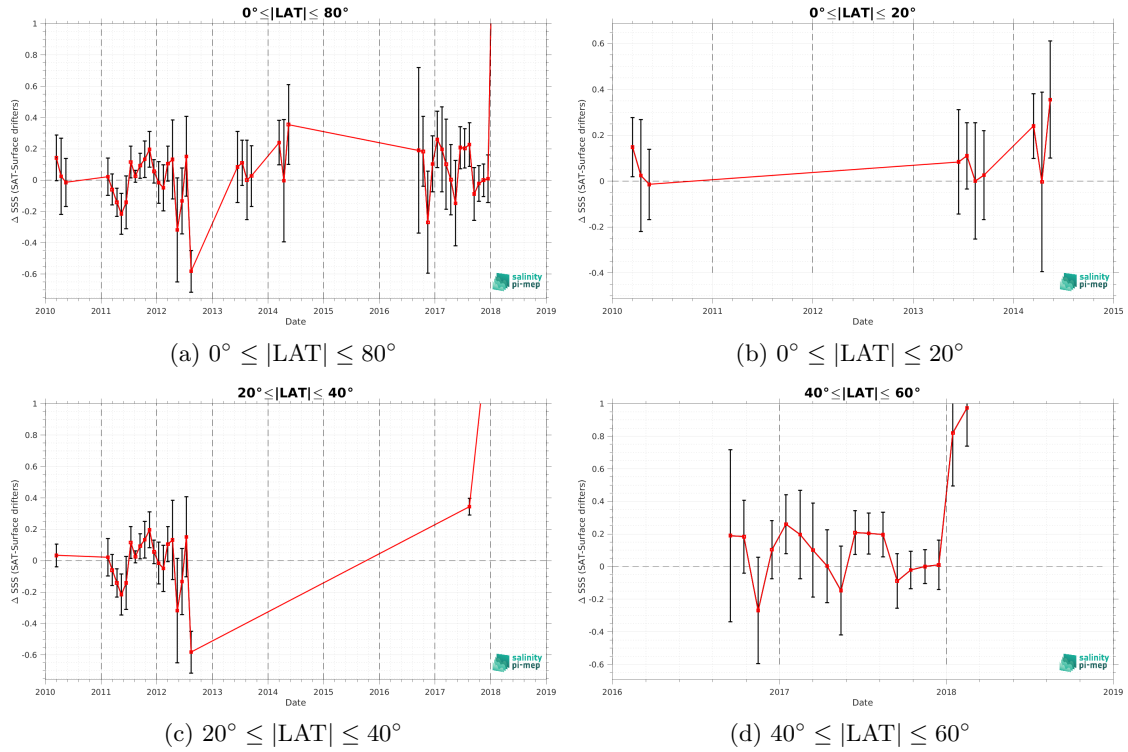 0°≤|LAT|≤ 80°
1
0.8
0.6
0.4
0.2
0
-0.2
-0.4
-0.6
Δ SSS (SAT-Surface drifters)
2010 2011 2012 2013 2014 2015 2016 2017 2018 2019
Date
salinity
pi-mep
(a) 0° ≤ |LAT| ≤ 80°
0°≤|LAT|≤ 20°
0.6
0.4
0.2
0
-0.2
-0.4
Δ SSS (SAT-Surface drifters)
2010 2011 2012 2013 2014 2015
Date
salinity
pi-mep
(b) 0° ≤ |LAT| ≤ 20°
20°≤|LAT|≤ 40°
1
0.8
0.6
0.4
0.2
0
-0.2
-0.4
-0.6
Δ SSS (SAT-Surface drifters)
2010 2011 2012 2013 2014 2015 2016 2017 2018 2019
Date
salinity
pi-mep
(c) 20° ≤ |LAT| ≤ 40°
40°≤|LAT|≤ 60°
1
0.8
0.6
0.4
0.2
0
-0.2
-0.4
-0.6
Δ SSS (SAT-Surface drifters)
2016 2017 2018 2019
Date
salinity
pi-mep
(d) 40° ≤ |LAT| ≤ 60°